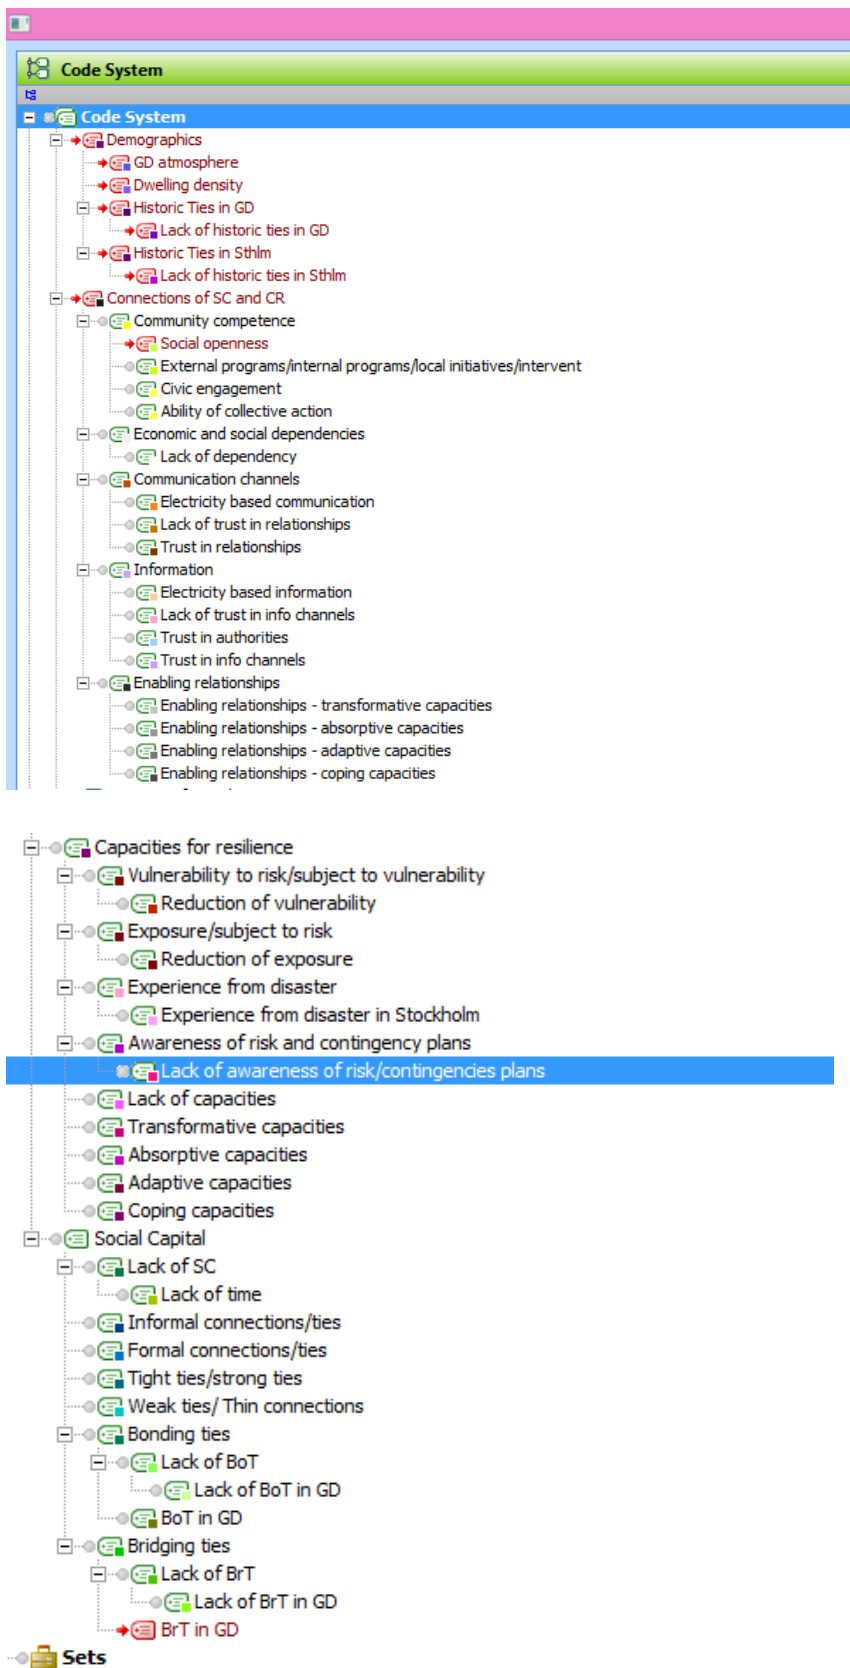 Code System
Code System
Demographics
GD atmosphere
Dwelling density
Historic Ties in GD
Lack of historic ties in GD
Historic Ties in Sthlm
Lack of historic ties in Sthlm
Connections of SC and CR
Community competence
Social openness
External programs/internal programs/local initiatives/intervent
Civic engagement
Ability of collective action
Economic and social dependencies
Lack of dependency
Communication channels
Electricity based communication
Lack of trust in relationships
Trust in relationships
Information
Electricity based information
Lack of trust in info channels
Trust in authorities
Trust in info channels
Enabling relationships
Enabling relationships - transformative capacities
Enabling relationships - absorptive capacities
Enabling relationships - adaptive capacities
Enabling relationships - coping capacities
Capacities for resilience
Vulnerability to risk/subject to vulnerability
Reduction of vulnerability
Exposure/subject to risk
Reduction of exposure
Experience from disaster
Experience from disaster in Stockholm
Awareness of risk and contingency plans
Lack of awareness of risk/contingencies plans
Lack of capacities
Transformative capacities
Absorptive capacities
Adaptive capacities
Coping capacities
Social Capital
Lack of SC
Lack of time
Informal connections/ties
Formal connections/ties
Tight ties/strong ties
Weak ties/ Thin connections
Bonding ties
Lack of BoT
Lack of BoT in GD
BoT in GD
Bridging ties
Lack of BrT
Lack of BrT in GD
BrT in GD
Sets